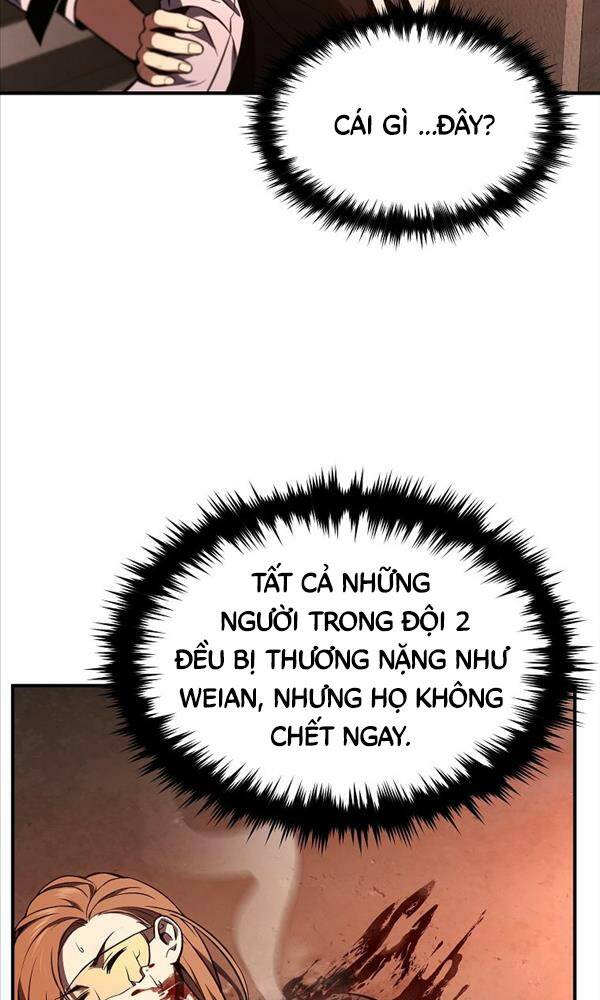 CÁI GÌ ...ĐÂY?
TẤT CẢ NHỮNG
NGƯỜI TRONG ĐỘI 2
ĐỀU BỊ THƯƠNG NẶNG NHƯ
WEIAN, NHƯNG HỌ KHÔNG
CHẾT NGAY.